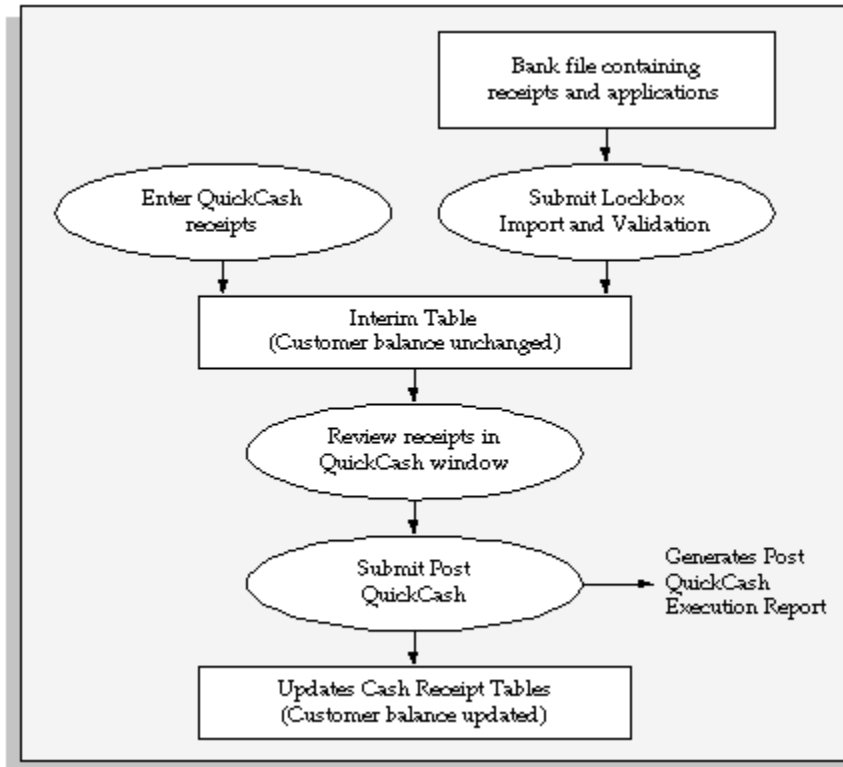 Bank file containing
receipts and applications
Enter QuickCash
receipts
Submit Lockbox
Import and Validation
Interim Table
(Customer balance unchanged)
Review receipts in
QuickCash window
Submit Post
QuickCash
Generates Post
QuickCash
Execution Report
Updates Cash Receipt Tables
(Customer balance updated)